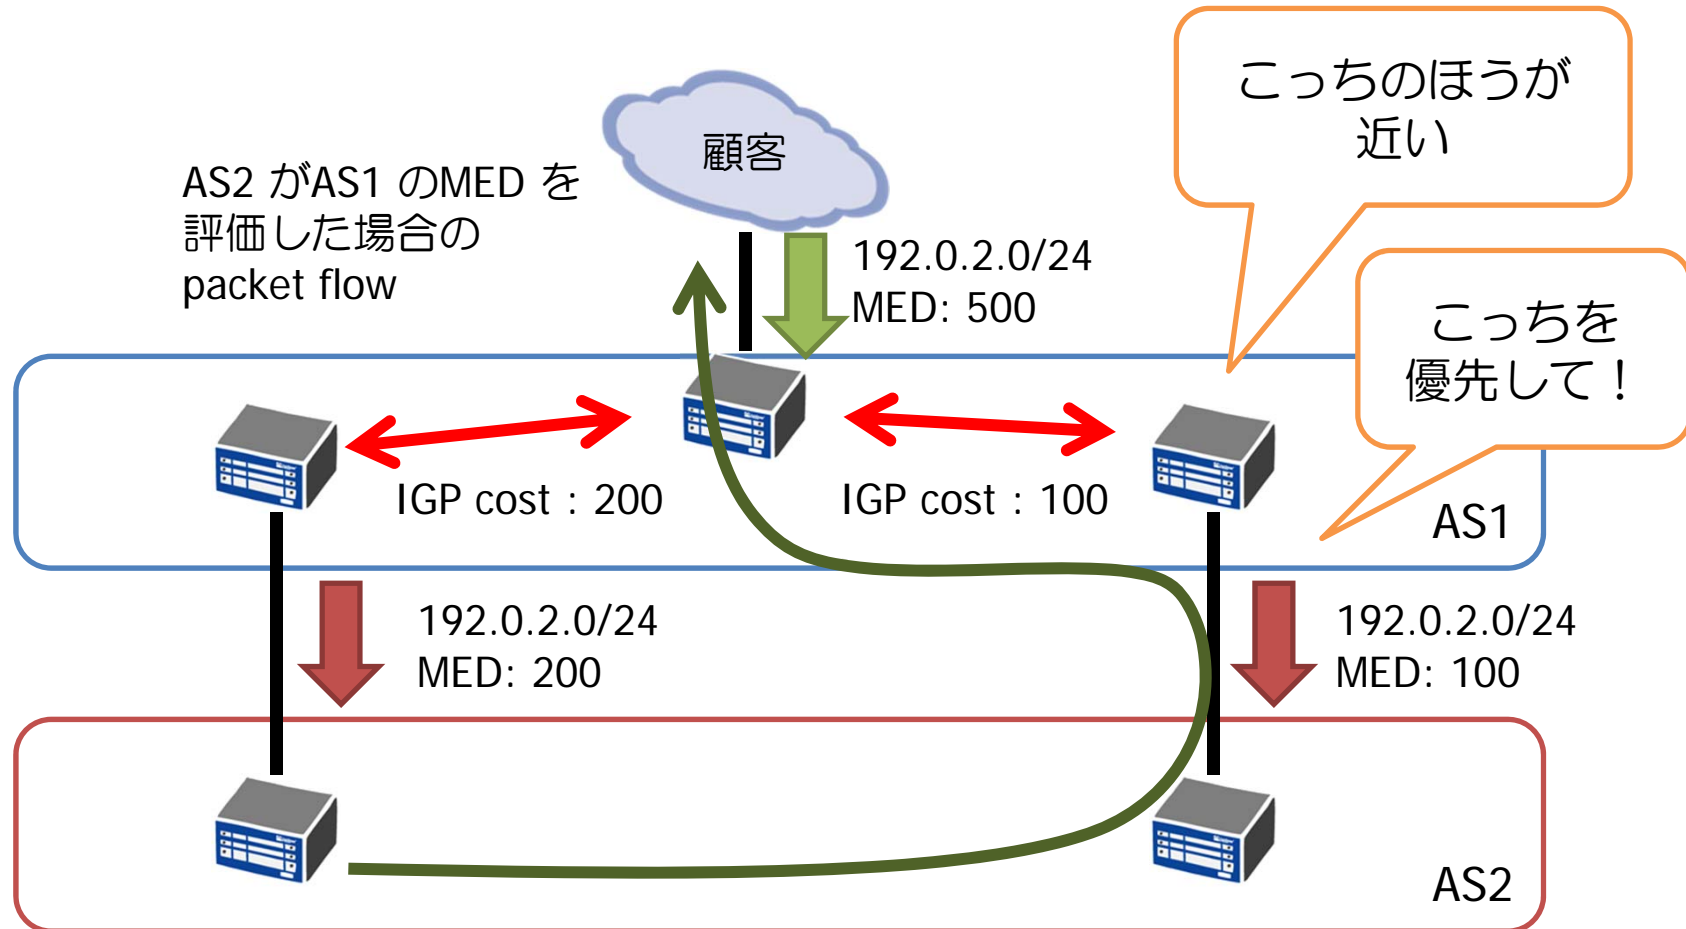 こっちのほうが
近い
顧客
AS2 がAS1 のMED を
評価した場合の
packet flow
192.0.2.0/24
MED: 500
こっちを
優先して！
IGP cost : 200
IGP cost : 100
AS1
192.0.2.0/24
MED: 200
192.0.2.0/24
MED: 100
AS2